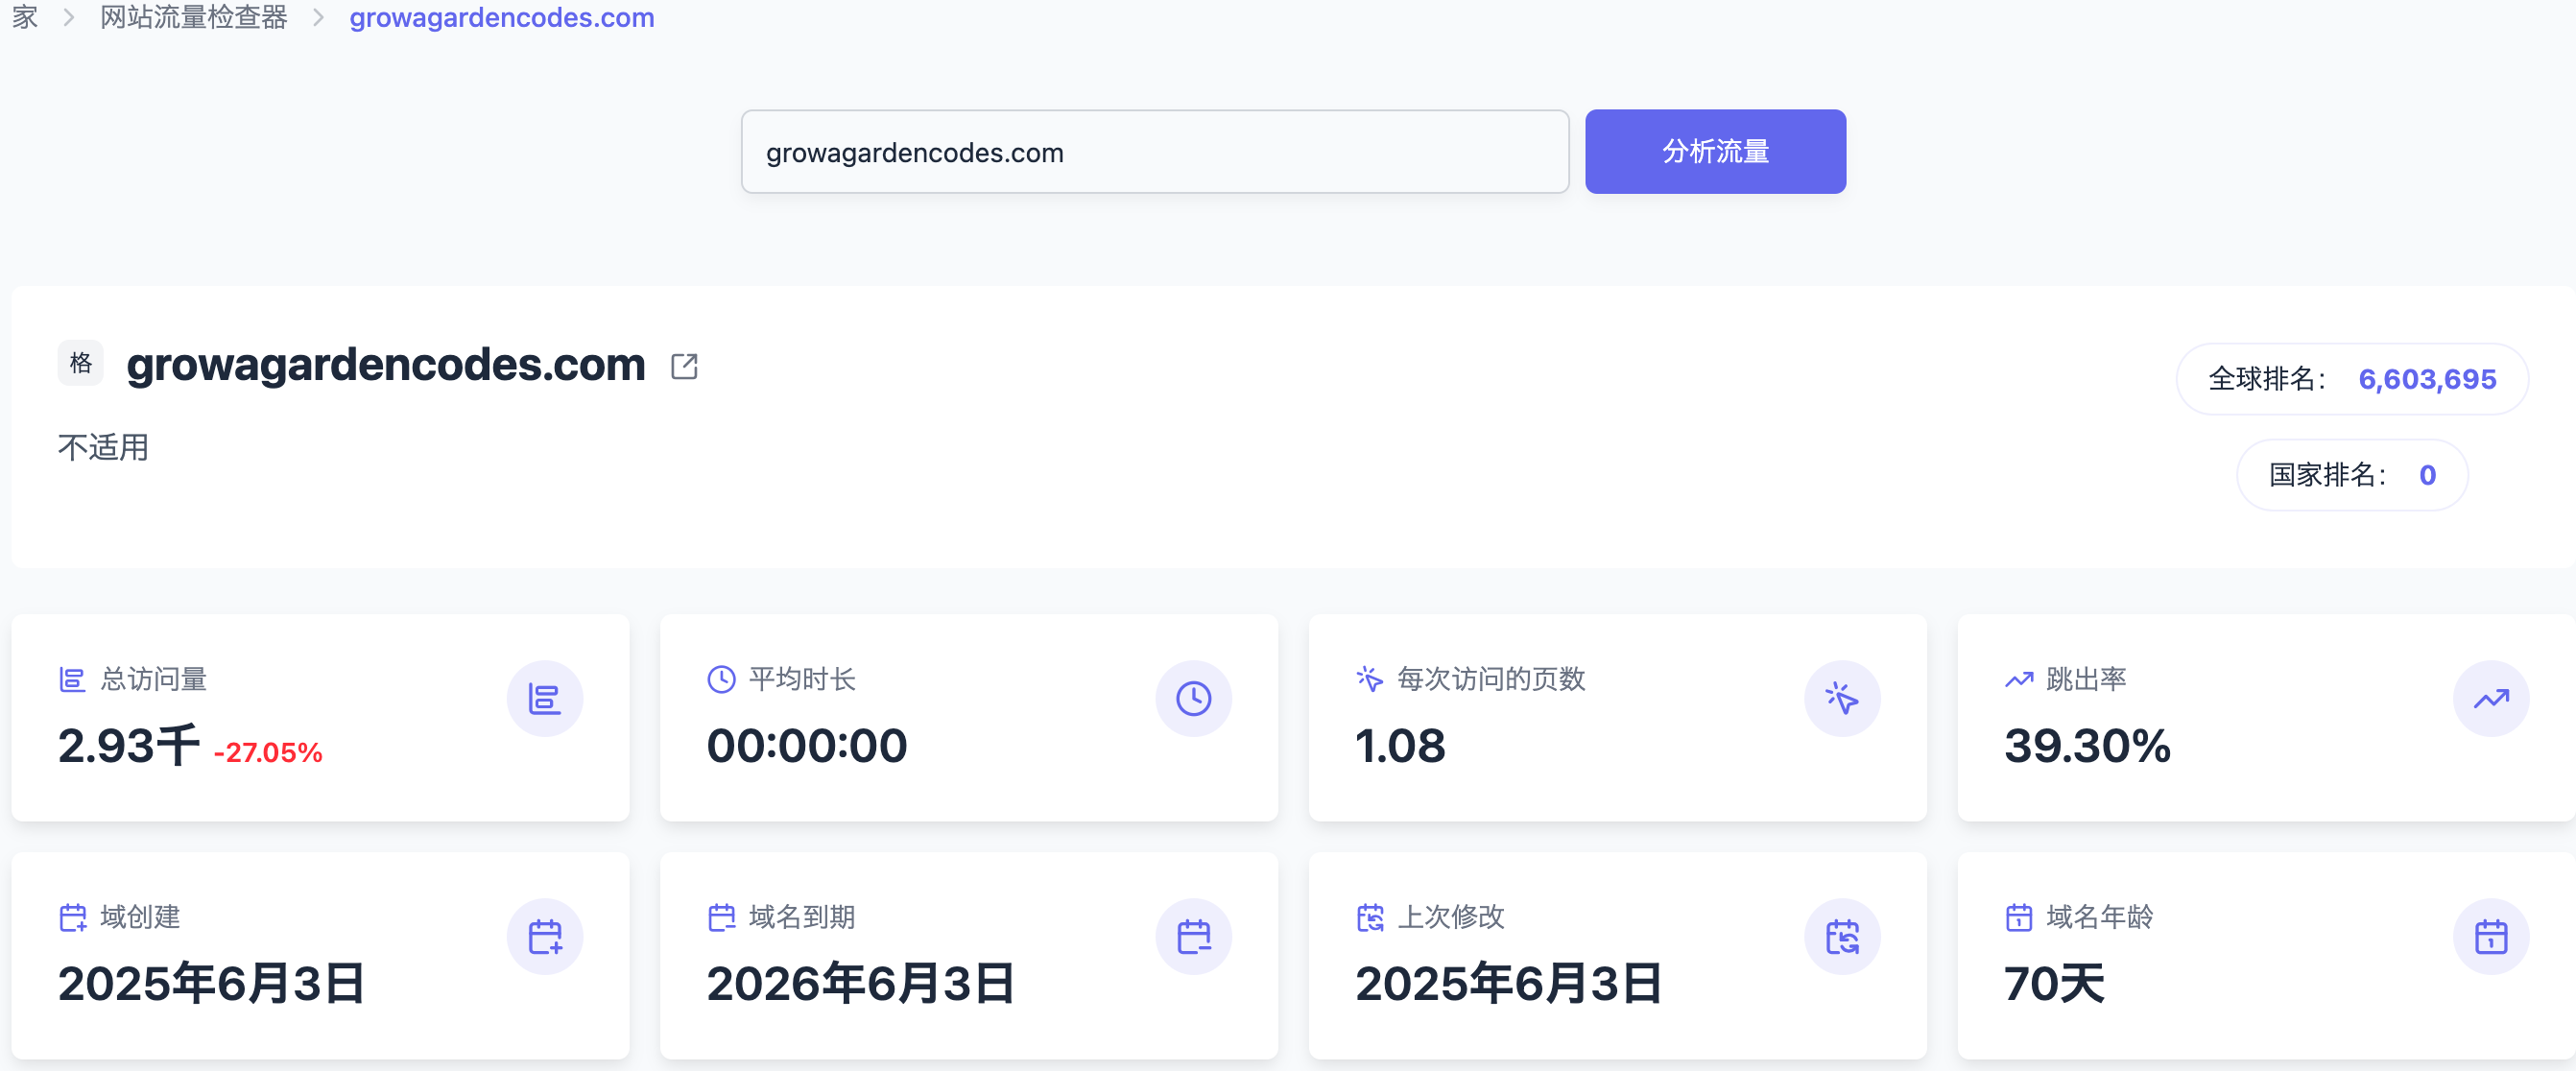 家 > 网站流量检查器 > growagardencodes.com
growagardencodes.com
分析流量
格 growagardencodes.com
不适用
全球排名： 6,603,695
国家排名： 0
总访问量
2.93千 -27.05%
平均时长
00:00:00
每次访问的页数
1.08
跳出率
39.30%
域创建
2025年6月3日
域名到期
2026年6月3日
上次修改
2025年6月3日
域名年龄
70天